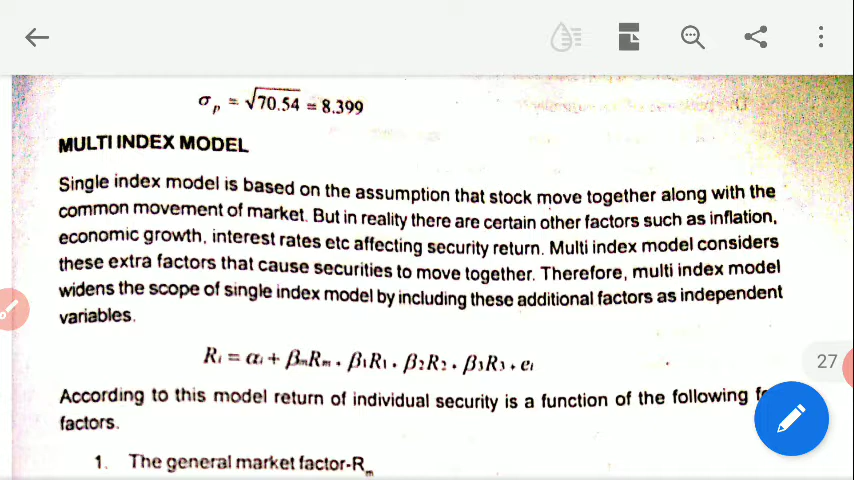 σp = √70.54 = 8.399
MULTI INDEX MODEL
Single index model is based on the assumption that stock move together along with the
common movement of market. But in reality there are certain other factors such as inflation,
economic growth, interest rates etc affecting security return. Multi index model considers
these extra factors that cause securities to move together. Therefore, multi index model
widens the scope of single index model by including these additional factors as independent
variables.
Ri = αi + βmRm + β1R1 + β2R2 + β3R3 + ei
27
According to this model return of individual security is a function of the following
factors.
1. The general market factor-Rm